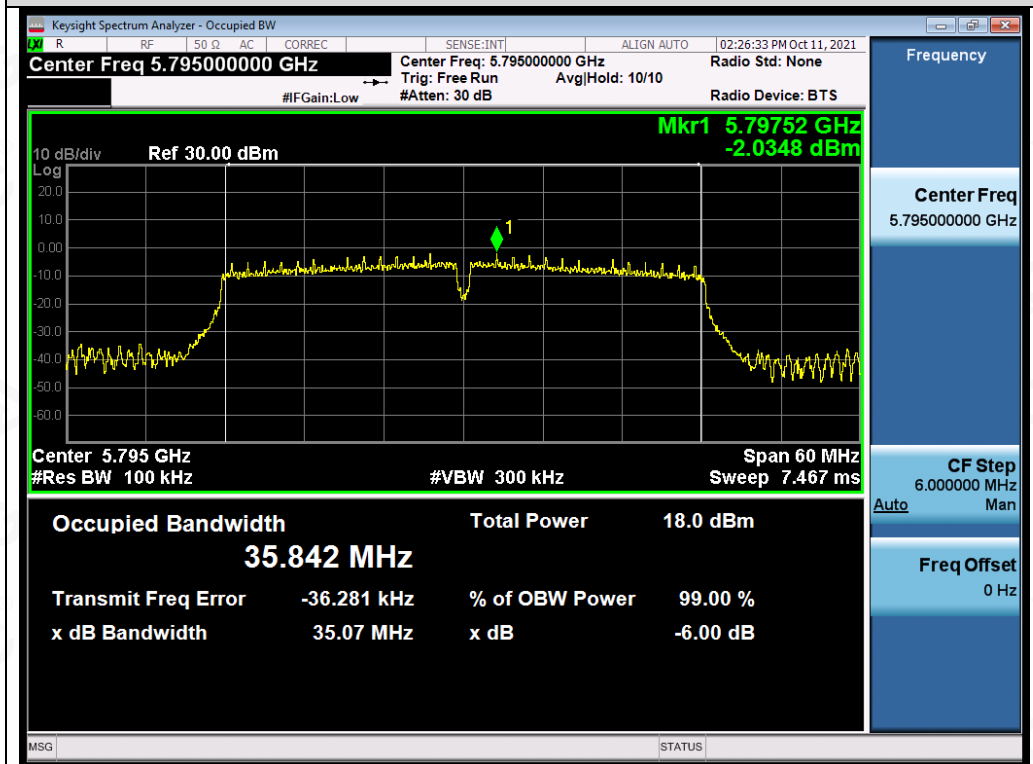 Keysight Spectrum Analyzer - Occupied BW
LXI R RF 50 Ω AC CORREC SENSE:INT ALIGN AUTO 02:26:33 PM Oct 11, 2021
Center Freq 5.795000000 GHz
Center Freq: 5.795000000 GHz
Radio Std: None
Trig: Free Run Avg|Hold: 10/10
#IFGain:Low
#Atten: 30 dB
Radio Device: BTS
Frequency
Mkr1 5.79752 GHz
-2.0348 dBm
10 dB/div Ref 30.00 dBm
Log
20.0
10.0
0.00
-10.0
-20.0
-30.0
-40.0
-50.0
-60.0
1
Center 5.795 GHz
Span 60 MHz
#Res BW 100 kHz
#VBW 300 kHz
Sweep 7.467 ms
Occupied Bandwidth
35.842 MHz
Total Power 18.0 dBm
Transmit Freq Error -36.281 kHz
% of OBW Power 99.00 %
x dB Bandwidth 35.07 MHz
x dB -6.00 dB
Center Freq
5.795000000 GHz
CF Step
6.000000 MHz
Auto Man
Freq Offset
0 Hz
MSG
STATUS